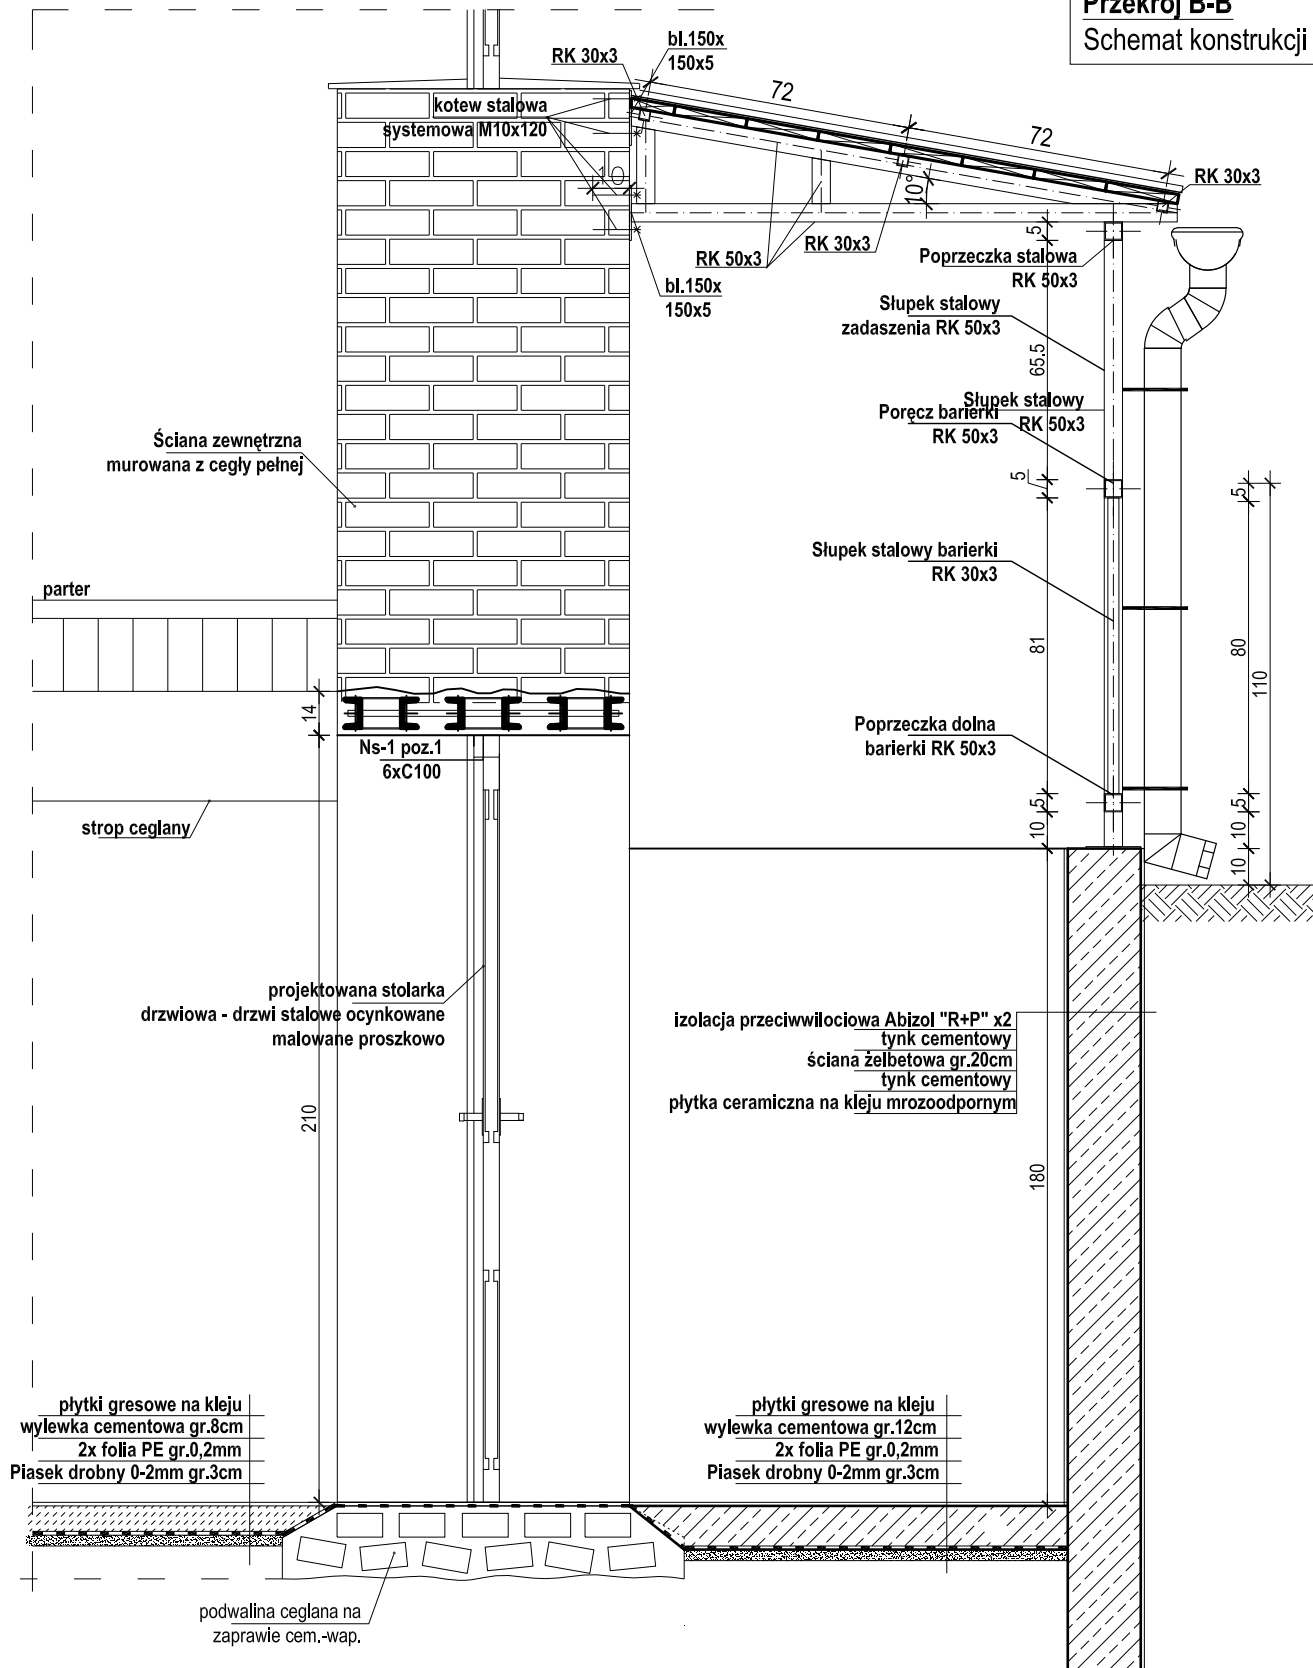 Przekrój B-B
Schemat konstrukcji
bl.150x
150x5
RK 30x3
72
72
kotew stalowa
systemowa M10x120
10
10°
RK 30x3
RK 50x3
RK 30x3
bl.150x
150x5
5
Poprzeczka stalowa
RK 50x3
Słupek stalowy
zadaszenia RK 50x3
65.5
Słupek stalowy
RK 50x3
Poręcz barierki
RK 50x3
5
5
Ściana zewnętrzna
murowana z cegły pełnej
Słupek stalowy barierki
RK 30x3
parter
81
80
110
14
Ns-1 poz.1
6xC100
Poprzeczka dolna
barierki RK 50x3
strop ceglany
5
10
5
10
10
projektowana stolarka
drzwiowa - drzwi stalowe ocynkowane
malowane proszkowo
izolacja przeciwwilociowa Abizol "R+P" x2
tynk cementowy
ściana żelbetowa gr.20cm
tynk cementowy
płytka ceramiczna na kleju mrozoodpornym
210
180
płytki gresowe na kleju
wylewka cementowa gr.8cm
2x folia PE gr.0,2mm
Piasek drobny 0-2mm gr.3cm
płytki gresowe na kleju
wylewka cementowa gr.12cm
2x folia PE gr.0,2mm
Piasek drobny 0-2mm gr.3cm
podwalina ceglana na
zaprawie cem.-wap.